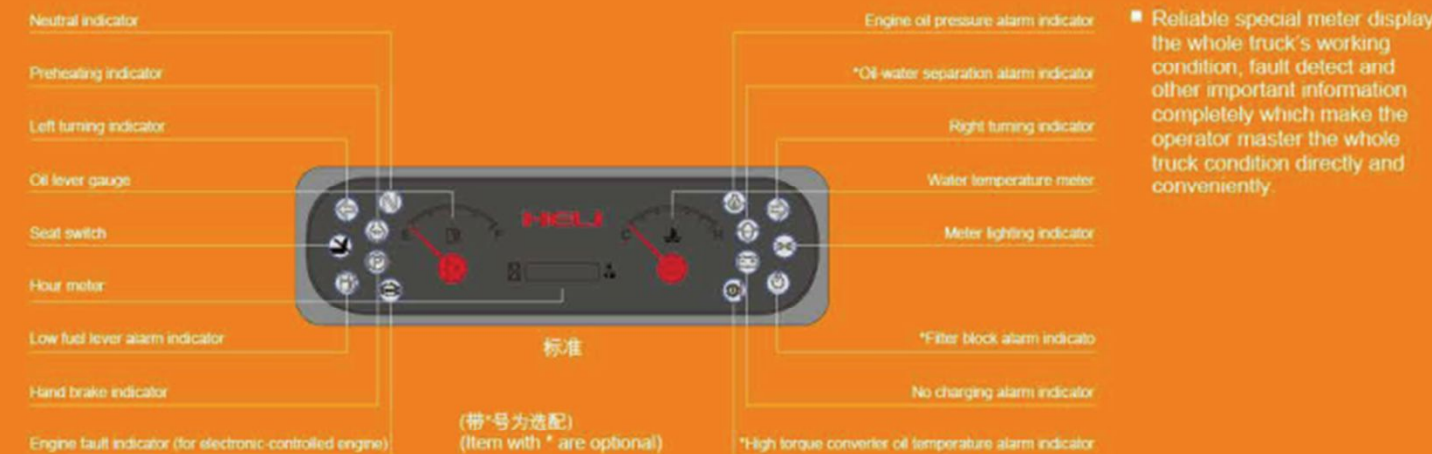 Neutral indicator
Preheating indicator
Left turning indicator
Oil lever gauge
Seat switch
Hour meter
Low fuel lever alarm indicator
Hand brake indicator
Engine fault indicator (for electronic-controlled engine)
E
F
HELI
C
H
N
P
标准
(带*号为选配)
(Item with * are optional)
Engine oil pressure alarm indicator
*Oil-water separation alarm indicator
Right turning indicator
Water temperature meter
Meter lighting indicator
*Filter block alarm indicato
No charging alarm indicator
*High torque converter oil temperature alarm indicator
Reliable special meter display
the whole truck's working
condition, fault detect and
other important information
completely which make the
operator master the whole
truck condition directly and
conveniently.